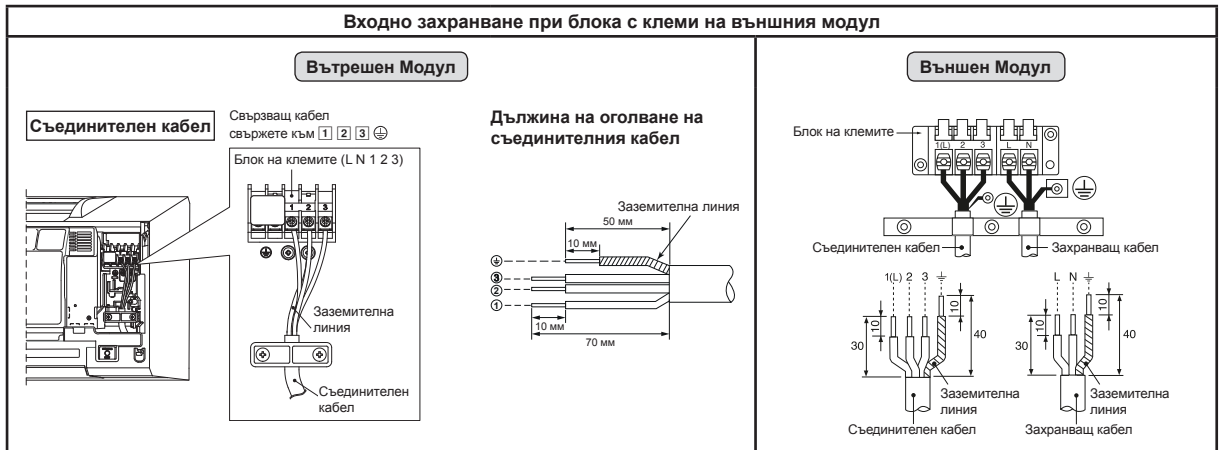 Входно захранване при блока с клеми на външния модул
Вътрешен Модул
Съединителен кабел
Свързващ кабел
свържете към 1 2 3 ⏚
Блок на клемите (L N 1 2 3)
1 2 3
Заземителна
линия
Съединителен
кабел
Дължина на оголване на
съединителния кабел
Заземителна линия
50 мм
10 мм
③
②
①
10 мм
70 мм
Външен Модул
Блок на клемите
1(L) 2 3 L N
Съединителен кабел
Захранващ кабел
1(L) 2 3
10
10
30
40
Заземителна
линия
Съединителен кабел
L N
10
10
30
40
Заземителна
линия
Захранващ кабел